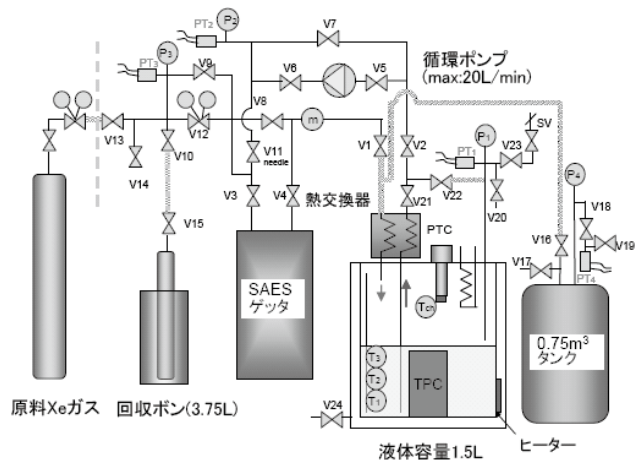 PT2
P2
V7
循環ポンプ
(max:20L/min)
P3
V6
V5
PT3
V9
V8
SV
m
P1
V13
V12
V1
V2
PT1
V23
V10
V11
needle
P4
V14
V18
V3
V4
熱交換器
V21
V22
V20
V15
PTC
V16
V19
V17
PT4
SAES
ゲッタ
Tch
0.75m³
タンク
T3
T2
TPC
T1
V24
原料Xeガス
回収ボン(3.75L)
ヒーター
液体容量1.5L